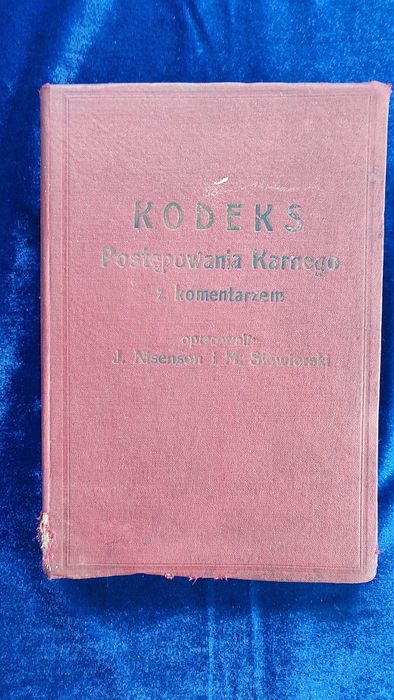 KODEKS
Postępowania Karnego
z komentarzem
opracowali:
J. Nisenson i M. Siewierski